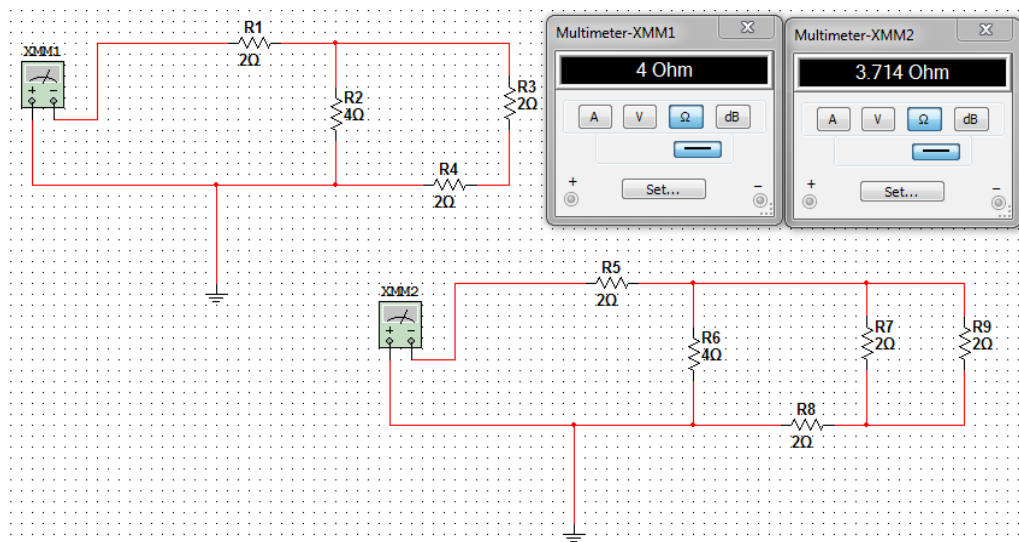 XMM1
+ −
R1
2Ω
R2
4Ω
R3
2Ω
R4
2Ω
Multimeter-XMM1
X
4 Ohm
A V Ω dB
+ Set... −
Multimeter-XMM2
X
3.714 Ohm
A V Ω dB
+ Set... −
XMM2
+ −
R5
2Ω
R6
4Ω
R7
2Ω
R9
2Ω
R8
2Ω